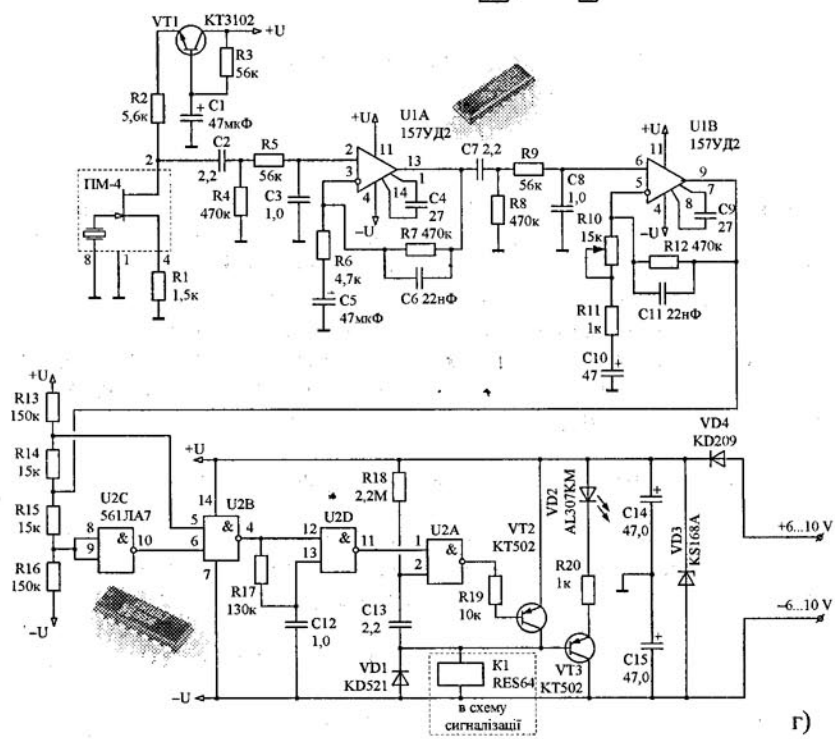 VT1 КТ3102
+U
R3
56к
R2
5,6к
+
C1
47мкФ
2
ПМ-4
8 1 4
R1
1,5к
C2
2,2
R4
470к
R5
56к
C3
1,0
+U
U1A
157УД2
11
2
3
13
1
14
4
-U
C4
27
R7 470к
C6 22нФ
R6
4,7к
C5
47мкФ
C7 2,2
R8
470к
R9
56к
C8
1,0
+U
U1B
157УД2
11
6
5
9
7
8
4
-U
C9
27
R10
15к
R12 470к
C11 22нФ
R11
1к
C10
47
+
+U
R13
150к
R14
15к
R15
15к
R16
150к
-U
U2C
561ЛА7
8
9
&
10
+U
14
U2B
5
6
&
4
7
R17
130к
C12
1,0
U2D
12
13
&
11
R18
2,2М
C13
2,2
VD1
KD521
U2A
1
2
&
R19
10к
VT2
КТ502
VD2
AL307KM
R20
1к
VT3
КТ502
K1
RES64
в схему
сигналізації
-U
+
C14
47,0
+
C15
47,0
VD3
KS168A
VD4
KD209
+6...10 V
-6...10 V
г)